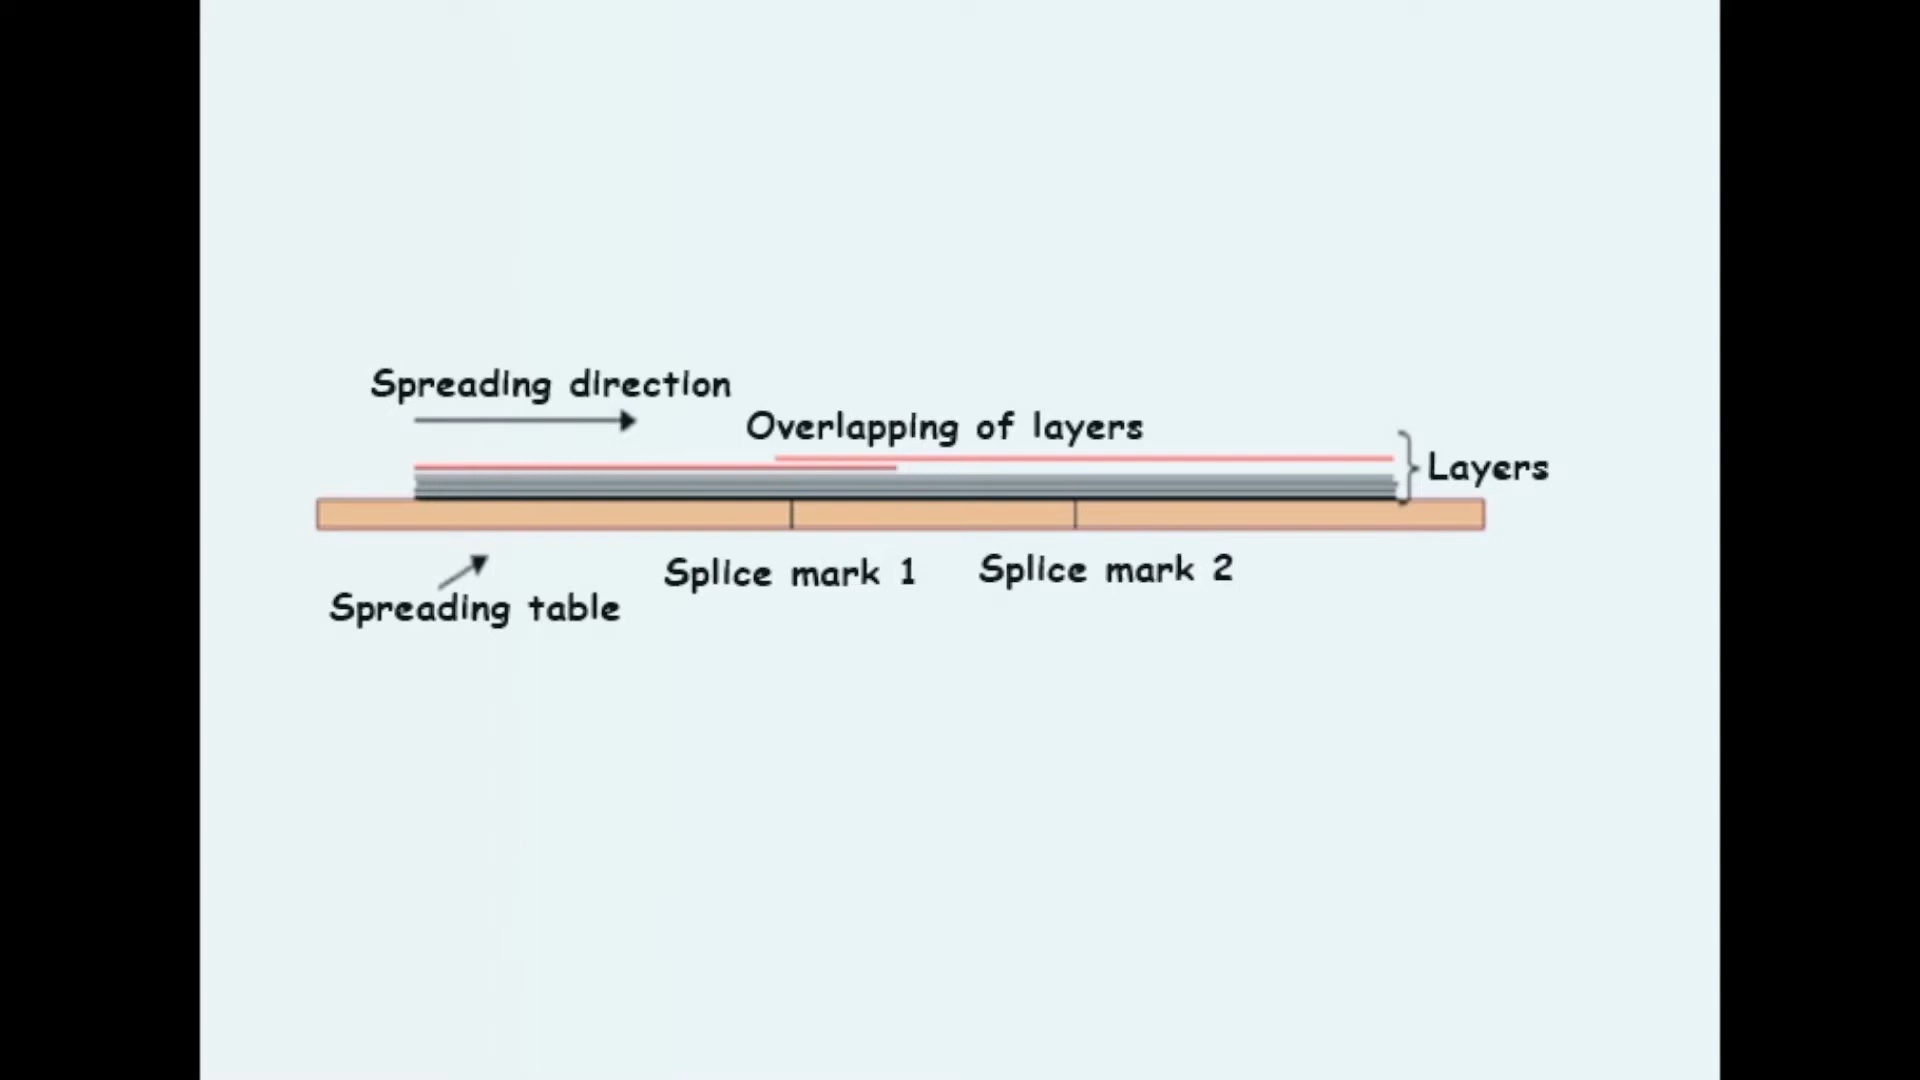 Spreading direction
Overlapping of layers
Layers
Splice mark 1
Splice mark 2
Spreading table